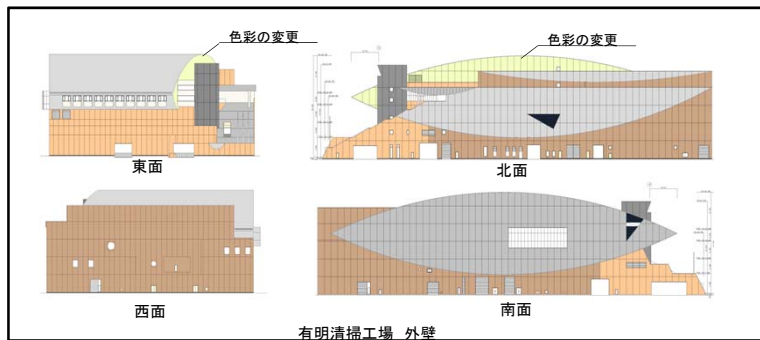 色彩の変更
色彩の変更
東面
北面
西面
南面
有明清掃工場 外壁